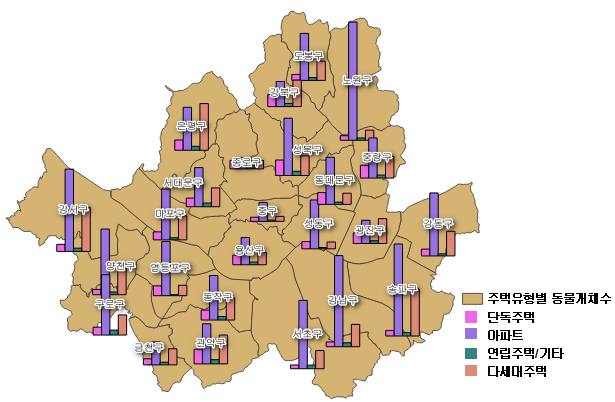 도봉구
노원구
강북구
은평구
성북구
중랑구
종로구
서대문구
동대문구
강서구
마포구
중구
성동구
광진구
강동구
용산구
양천구
영등포구
구로구
동작구
강남구
송파구
금천구
관악구
서초구
주택유형별 동물개체수
단독주택
아파트
연립주택/기타
다세대주택